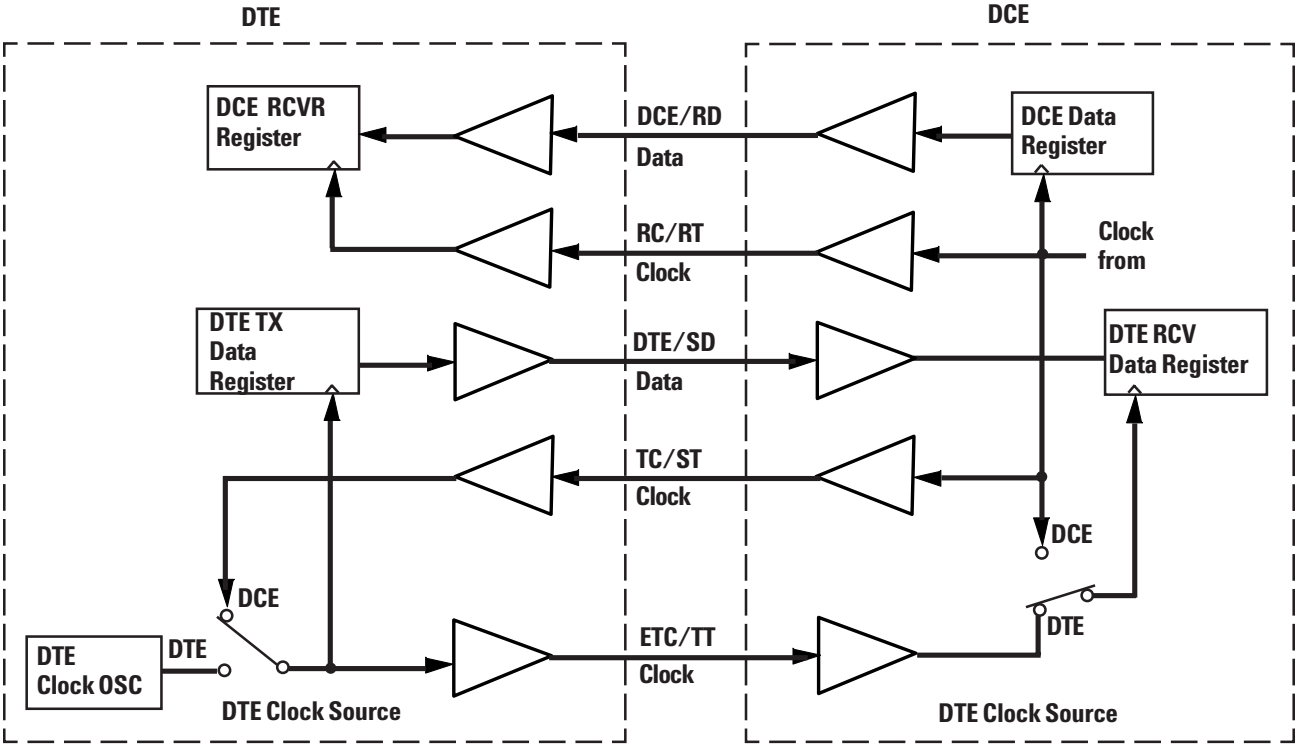 DTE
DCE
DCE RCVR
Register
DCE/RD
Data
DCE Data
Register
RC/RT
Clock
Clock
from
DTE TX
Data
Register
DTE/SD
Data
DTE RCV
Data Register
TC/ST
Clock
DCE
DCE
DTE
Clock OSC
DTE
ETC/TT
Clock
DTE
DTE Clock Source
DTE Clock Source